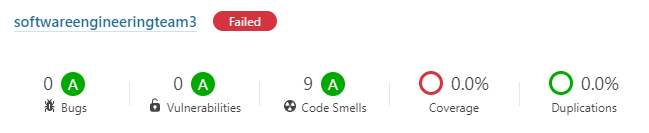 softwareengineeringteam3 Failed
0 A 0 A 9 A 0.0% 0.0%
Bugs Vulnerabilities Code Smells Coverage Duplications